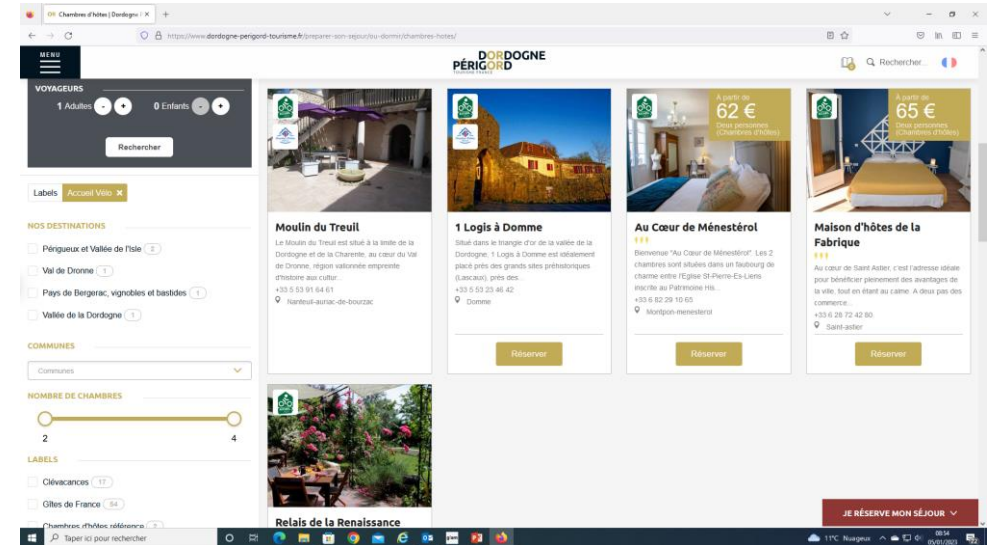 Chambres d'hôtes | Dordogne
https://www.dordogne-perigord-tourisme.fr/preparer-son-sejour/ou-dormir/chambres-hotes/
MENU
DORDOGNE
PÉRIGORD
Rechercher...
VOYAGEURS
1 Adultes - +
0 Enfants - +
Rechercher
Labels Accueil Vélo ×
NOS DESTINATIONS
Périgueux et Vallée de l'Isle 2
Val de Dronne 1
Pays de Bergerac, vignobles et bastides 1
Vallée de la Dordogne 1
COMMUNES
Communes
NOMBRE DE CHAMBRES
2 4
LABELS
Clévacances 17
Gîtes de France 54
Chambres d'hôtes référence 2
Moulin du Treuil
Le Moulin du Treuil est situé à la limite de la
Dordogne et de la Charente, au cœur du Val
de Dronne, région vallonnée empreinte
d'histoire aux cultur...
+33 5 53 91 64 61
Nanteuil-auriac-de-bourzac
1 Logis à Domme
Situé dans le triangle d'or de la vallée de la
Dordogne, 1 Logis à Domme est idéalement
placé près des grands sites préhistoriques
(Lascaux), près des...
+33 5 53 23 46 42
Domme
Réserver
A partir de
62 €
Deux personnes
(Chambres d'hôtes)
Au Cœur de Ménestérol
Bienvenue "Au Cœur de Ménestérol". Les 2
chambres sont situées dans un faubourg de
charme entre l'Eglise St-Pierre-Es-Liens
inscrite au Patrimoine His...
+33 6 82 29 10 65
Montpon-menesterol
Réserver
A partir de
65 €
Deux personnes
(Chambres d'hôtes)
Maison d'hôtes de la
Fabrique
Au cœur de Saint Astier, c'est l'adresse idéale
pour bénéficier pleinement des avantages de
la ville, tout en étant au calme. A deux pas des
commerce...
+33 6 28 72 42 80
Saint-astier
Réserver
Relais de la Renaissance
JE RÉSERVE MON SÉJOUR
Taper ici pour rechercher
11°C Nuageux
08:54
05/01/2023